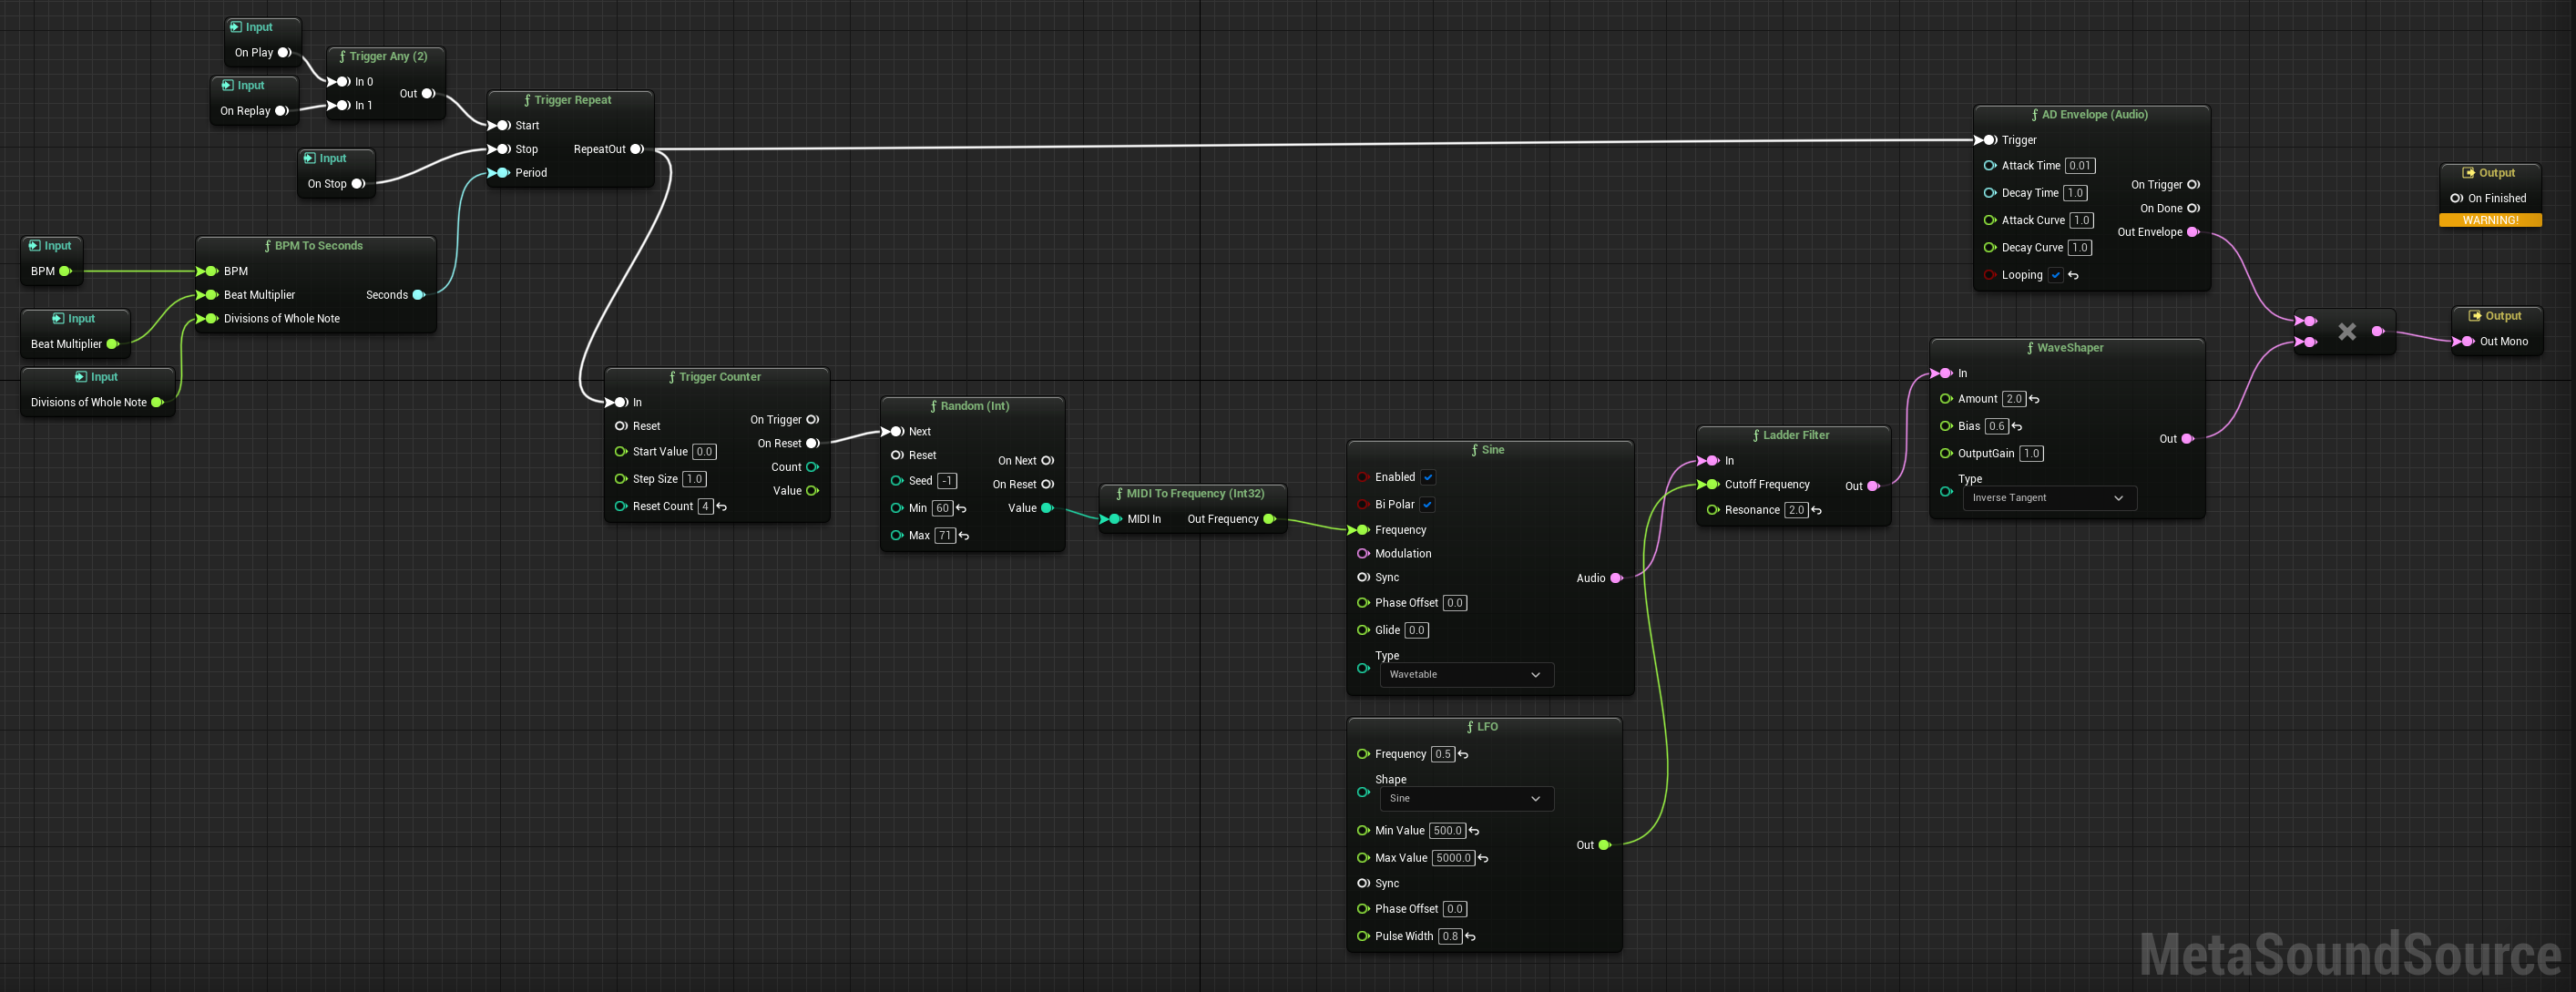 Input
On Play
Input
On Replay
Trigger Any (2)
In 0
In 1
Out
Input
On Stop
Trigger Repeat
Start
Stop
RepeatOut
Period
Input
BPM
Input
Beat Multiplier
Input
Divisions of Whole Note
BPM To Seconds
BPM
Beat Multiplier
Seconds
Divisions of Whole Note
Trigger Counter
In
Reset
On Trigger
Start Value 0.0
On Reset
Step Size 1.0
Count
Reset Count 4
Value
Random (Int)
Next
Reset
On Next
Seed -1
On Reset
Min 60
Value
Max 71
MIDI To Frequency (Int32)
MIDI In
Out Frequency
Sine
Enabled
Bi Polar
Frequency
Modulation
Sync
Audio
Phase Offset 0.0
Glide 0.0
Type
Wavetable
LFO
Frequency 0.5
Shape
Sine
Min Value 500.0
Out
Max Value 5000.0
Sync
Phase Offset 0.0
Pulse Width 0.8
Ladder Filter
In
Cutoff Frequency
Out
Resonance 2.0
WaveShaper
In
Amount 2.0
Bias 0.6
Out
OutputGain 1.0
Type
Inverse Tangent
AD Envelope (Audio)
Trigger
Attack Time 0.01
On Trigger
Decay Time 1.0
On Done
Attack Curve 1.0
Out Envelope
Decay Curve 1.0
Looping
Output
On Finished
WARNING!
Output
Out Mono
MetaSoundSource